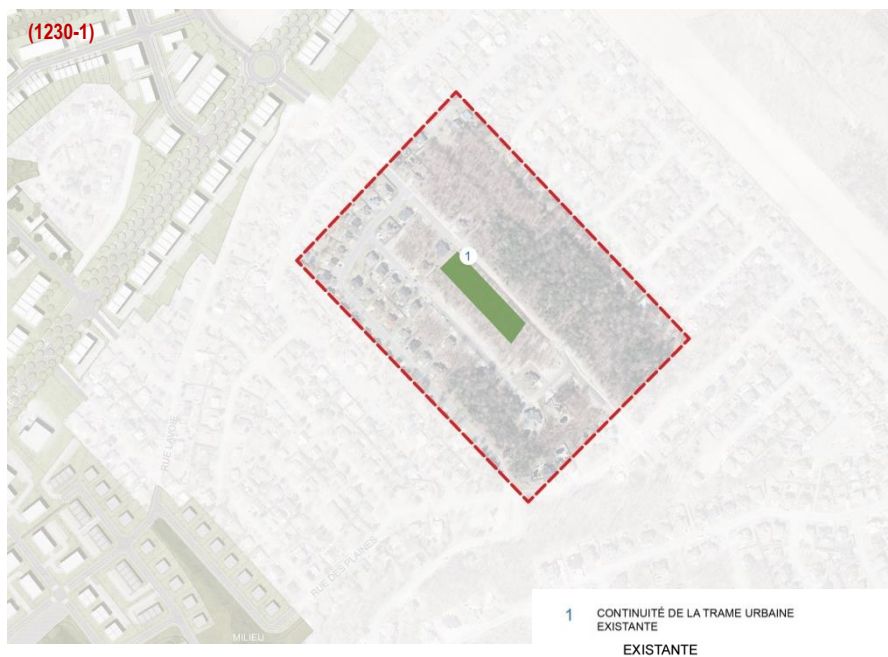 (1230-1)
1
RUE LAVOIE
RUE DES PLAINES
MILIEU
1 CONTINUITÉ DE LA TRAME URBAINE
EXISTANTE
EXISTANTE